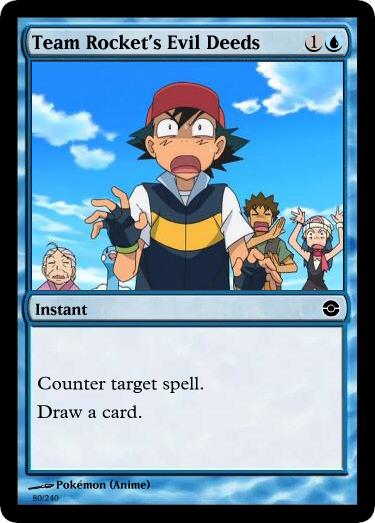 Team Rocket's Evil Deeds 1
Instant
Counter target spell.
Draw a card.
Pokémon (Anime)
80/240